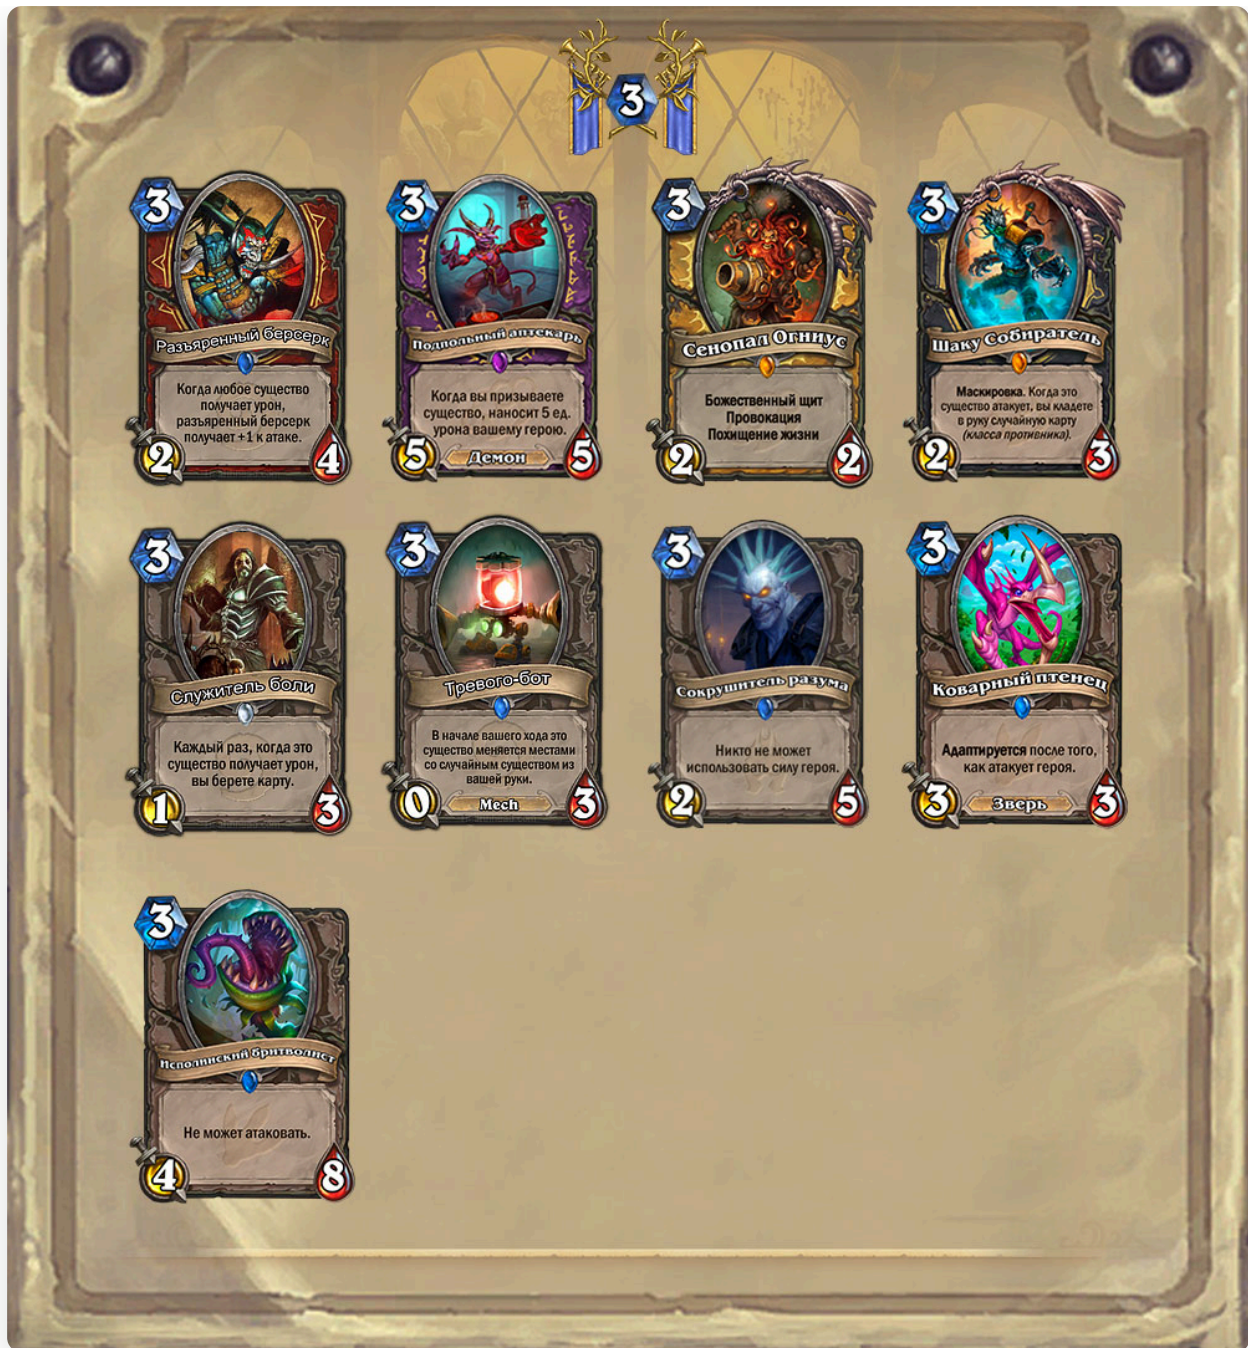 3
3
Разъяренный берсерк
Когда любое существо
получает урон,
разъяренный берсерк
получает +1 к атаке.
2
4
3
Подпольный аптекарь
Когда вы призываете
существо, наносит 5 ед.
урона вашему герою.
5
Демон
5
3
Сенопал Огниус
Божественный щит
Провокация
Похищение жизни
2
2
3
Шаку Собиратель
Маскировка. Когда это
существо атакует, вы кладете
в руку случайную карту
(класса противника).
2
3
3
Служитель боли
Каждый раз, когда это
существо получает урон,
вы берете карту.
1
3
3
Тревого-бот
В начале вашего хода это
существо меняется местами
со случайным существом из
вашей руки.
0
Mech
3
3
Сокрушитель разума
Никто не может
использовать силу героя.
2
5
3
Коварный птенец
Адаптируется после того,
как атакует героя.
3
Зверь
3
3
Исполинский бритволист
Не может атаковать.
4
8